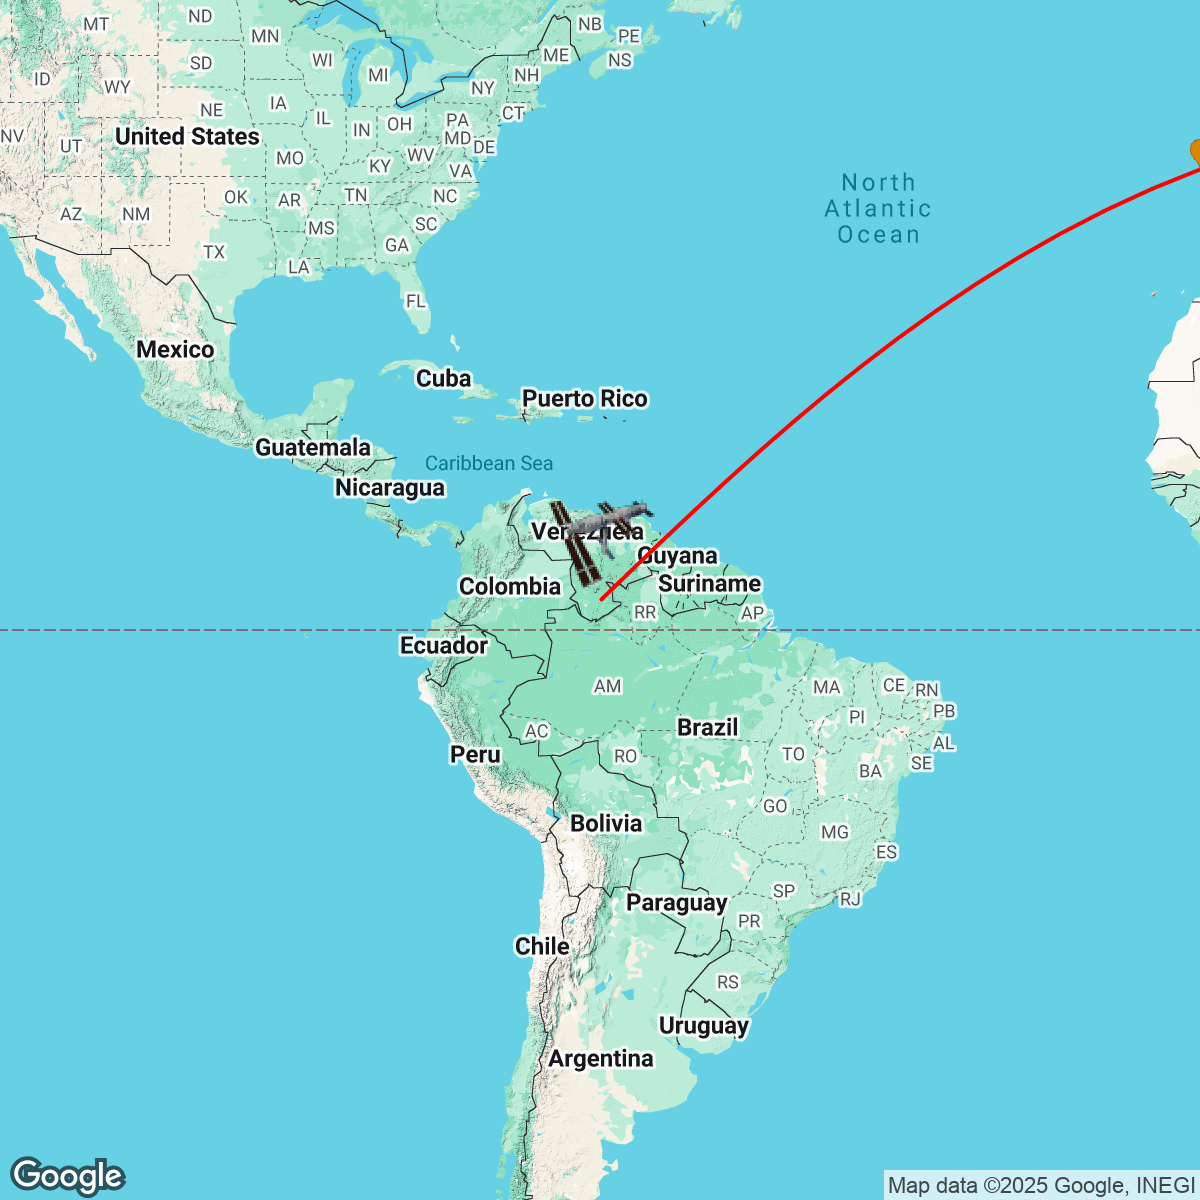 ND
MT
MN
NB
PE
ME
NS
WI
SD
MI
NH
ID
WY
NY
IA
NE
CT
IL
OH
PA
NV
United States
IN
MD
UT
DE
MO
WV
KY
VA
North
Atlantic
Ocean
OK
AR
TN
NC
AZ
NM
MS
SC
TX
GA
LA
FL
Mexico
Cuba
Puerto Rico
Guatemala
Caribbean Sea
Nicaragua
Venezuela
Guyana
Colombia
Suriname
RR
AP
Ecuador
AM
MA
CE
RN
PB
PI
Brazil
AC
AL
Peru
RO
TO
SE
BA
GO
Bolivia
MG
ES
SP
RJ
Paraguay
PR
Chile
RS
Uruguay
Argentina
Google
Map data ©2025 Google, INEGI